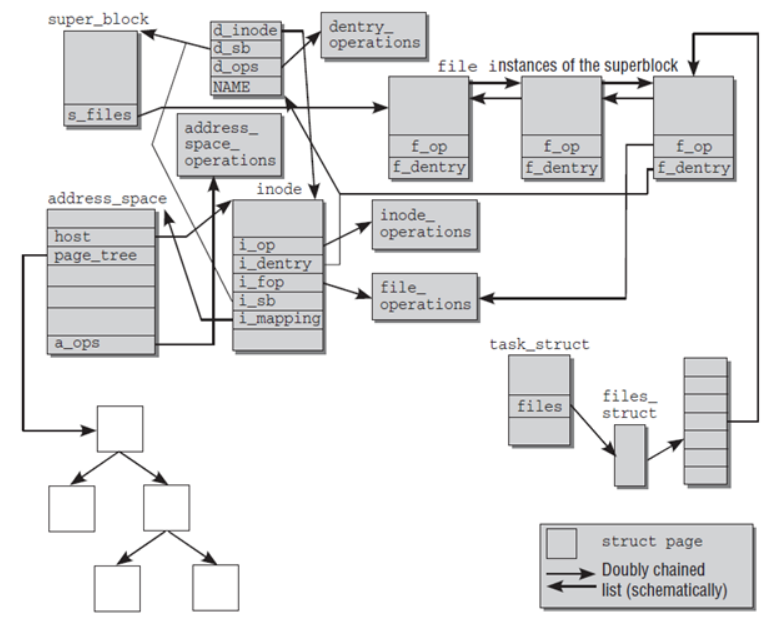 super_block
s_files
d_inode
d_sb
d_ops
NAME
dentry_
operations
file instances of the superblock
f_op
f_dentry
f_op
f_dentry
f_op
f_dentry
address_
space_
operations
address_space
host
page_tree
a_ops
inode
i_op
i_dentry
i_fop
i_sb
i_mapping
inode_
operations
file_
operations
task_struct
files
files_
struct
struct page
Doubly chained
list (schematically)